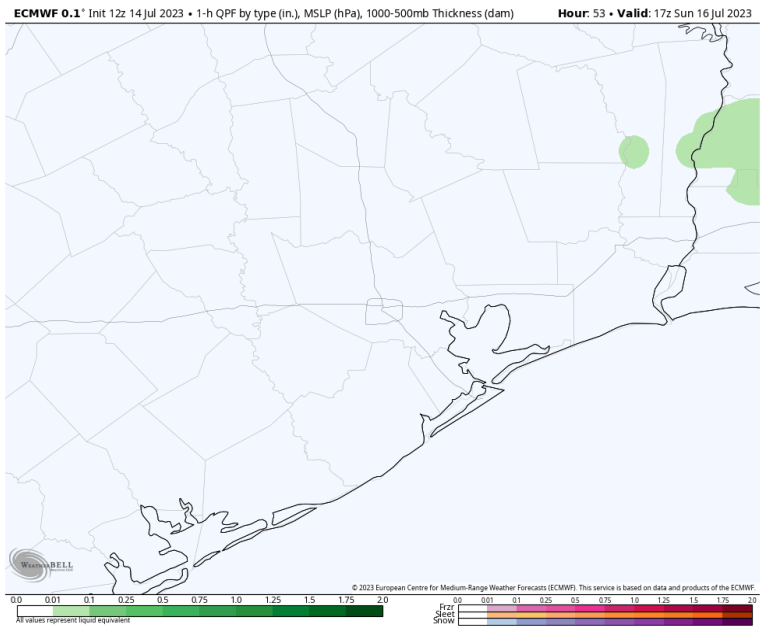 ECMWF 0.1° Init 12z 14 Jul 2023 • 1-h QPF by type (in.), MSLP (hPa), 1000-500mb Thickness (dam) Hour: 53 • Valid: 17z Sun 16 Jul 2023
WEATHERBELL
© 2023 European Centre for Medium-Range Weather Forecasts (ECMWF). This service is based on data and products of the ECMWF.
0.0 0.01 0.1 0.25 0.5 0.75 1.0 1.25 1.5 1.75 2.0
All values represent liquid equivalent
0.0 0.01 0.1 0.25 0.5 0.75 1.0 1.25 1.5 1.75 2.0
Frzr
Sleet
Snow